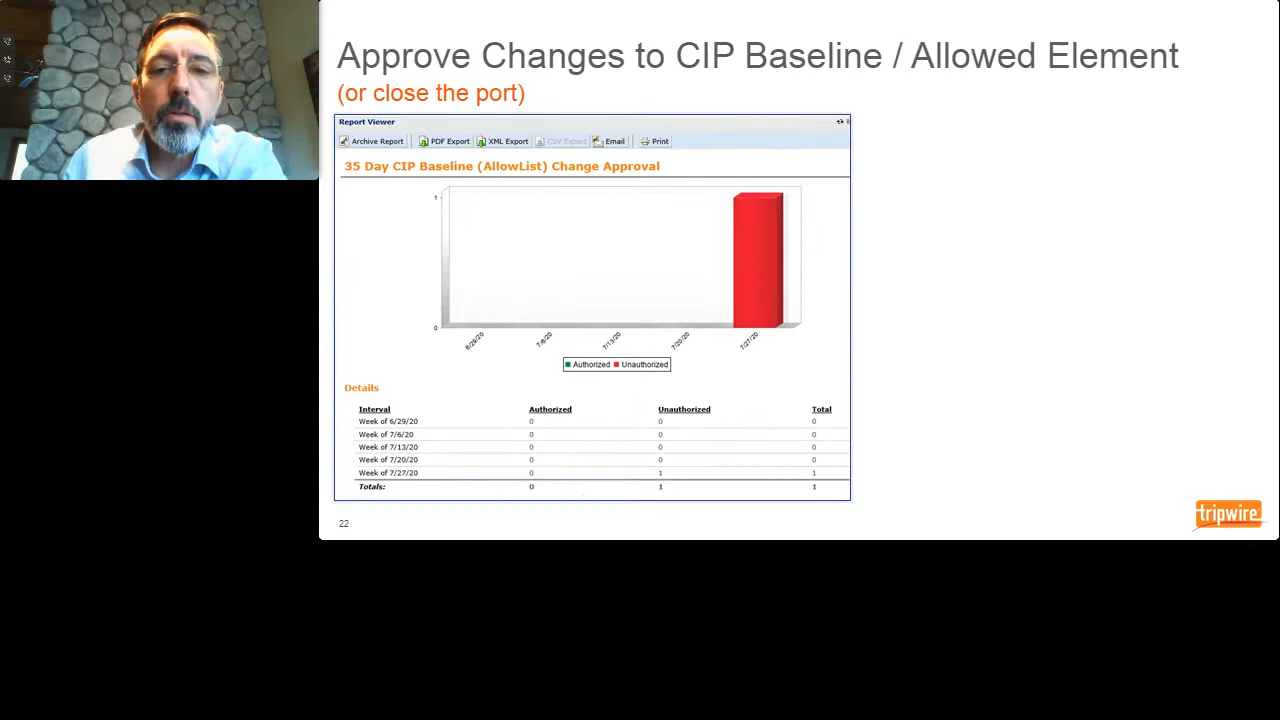 Approve Changes to CIP Baseline / Allowed Element
(or close the port)
Report Viewer
Archive Report PDF Export XML Export CSV Export Email Print
35 Day CIP Baseline (AllowList) Change Approval
1
0
6/29/20 7/6/20 7/13/20 7/20/20 7/27/20
Authorized Unauthorized
Details
Interval Authorized Unauthorized Total
Week of 6/29/20 0 0 0
Week of 7/6/20 0 0 0
Week of 7/13/20 0 0 0
Week of 7/20/20 0 0 0
Week of 7/27/20 0 1 1
Totals: 0 1 1
22
tripwire